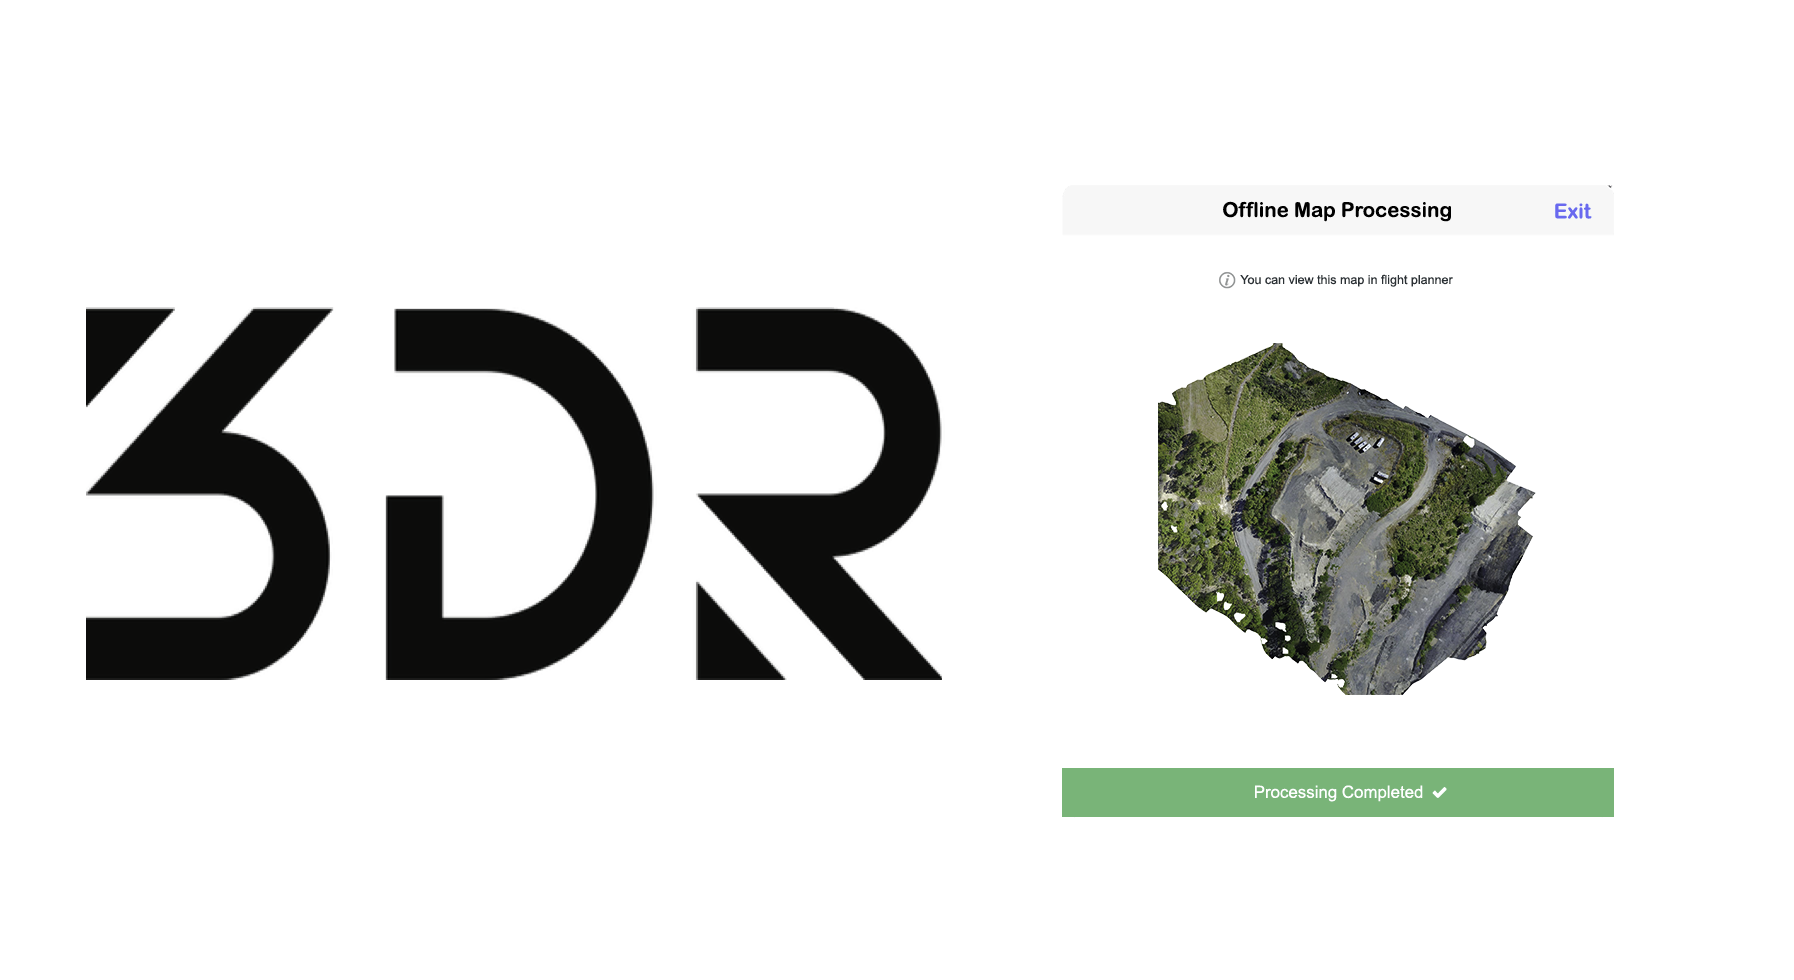 3DR
Offline Map Processing
Exit
You can view this map in flight planner
Processing Completed